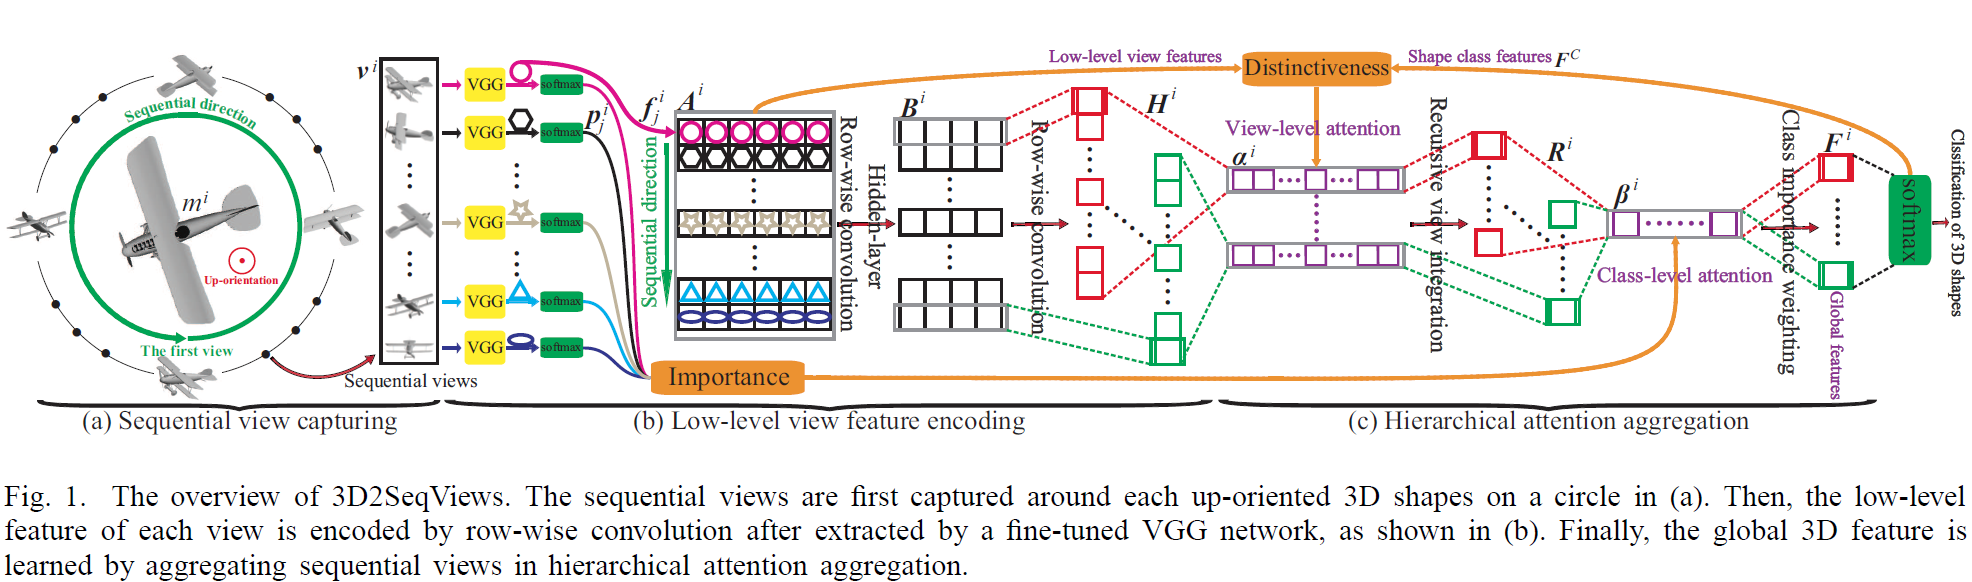 Sequential direction
m^i
Up-orientation
The first view
v^i
Sequential views
VGG
softmax
VGG
softmax
VGG
softmax
VGG
softmax
VGG
softmax
p_j^i
f_j^i
A^i
Sequential direction
Row-wise convolution
Hidden-layer
B^i
Row-wise convolution
H^i
Importance
Low-level view features
Distinctiveness
Shape class features F^C
View-level attention
α^i
Recursive view integration
R^i
β^i
Class-level attention
Class importance weighting
F^i
Global features
softmax
Classification of 3D shapes
(a) Sequential view capturing
(b) Low-level view feature encoding
(c) Hierarchical attention aggregation
Fig. 1. The overview of 3D2SeqViews. The sequential views are first captured around each up-oriented 3D shapes on a circle in (a). Then, the low-level
feature of each view is encoded by row-wise convolution after extracted by a fine-tuned VGG network, as shown in (b). Finally, the global 3D feature is
learned by aggregating sequential views in hierarchical attention aggregation.